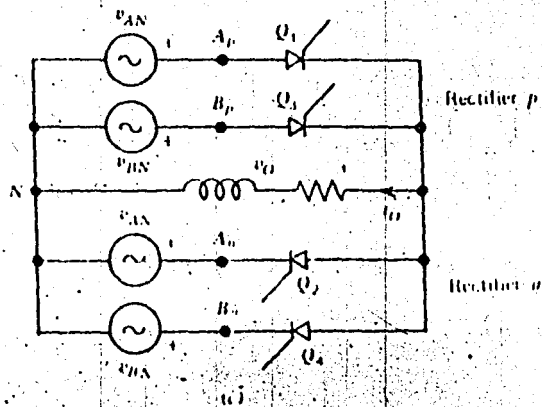 v_AN
A_p
Q_1
B_p
Q_3
Rectifier p
v_BN
N
v_O
i_O
v_AN
A_n
Q_2
Rectifier n
B_n
Q_4
v_BN